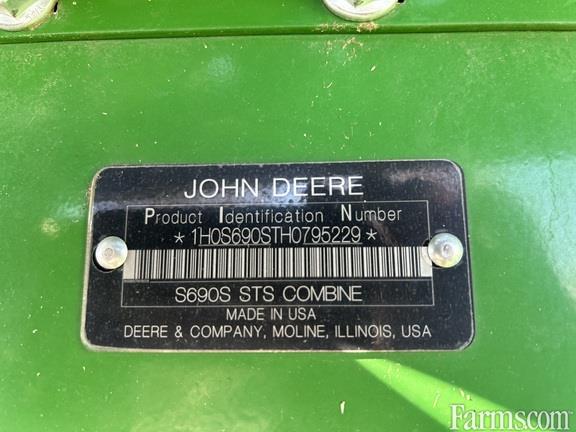 JOHN DEERE
Product Identification Number
*1H0S690STH0795229*
S690S STS COMBINE
MADE IN USA
DEERE & COMPANY, MOLINE, ILLINOIS, USA
Farms.com